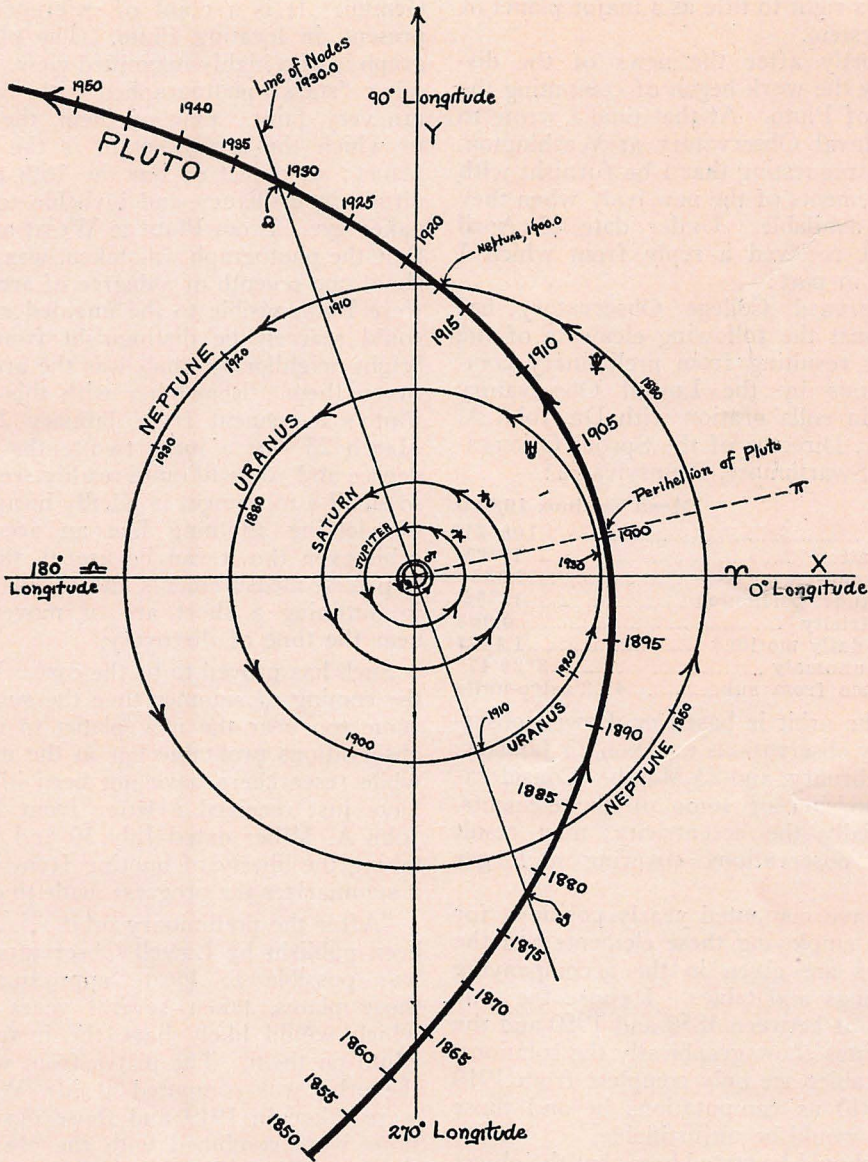 Line of Nodes
1930.0
90° Longitude
Y
1950
1940
1935
1930
1925
1920
PLUTO
☊
Neptune, 1900.0
1915
1910
1905
1910
1920
1930
NEPTUNE
♆
1880
URANUS
♅
1880
SATURN
♄
JUPITER
♃
♂
Perihelion of Pluto
π
1900
1930
180° ♎
Longitude
♈
0° Longitude
X
1895
1920
1910
URANUS
1900
1890
1850
NEPTUNE
1885
1880
☋
1875
1870
1865
1860
1855
1850
270° Longitude